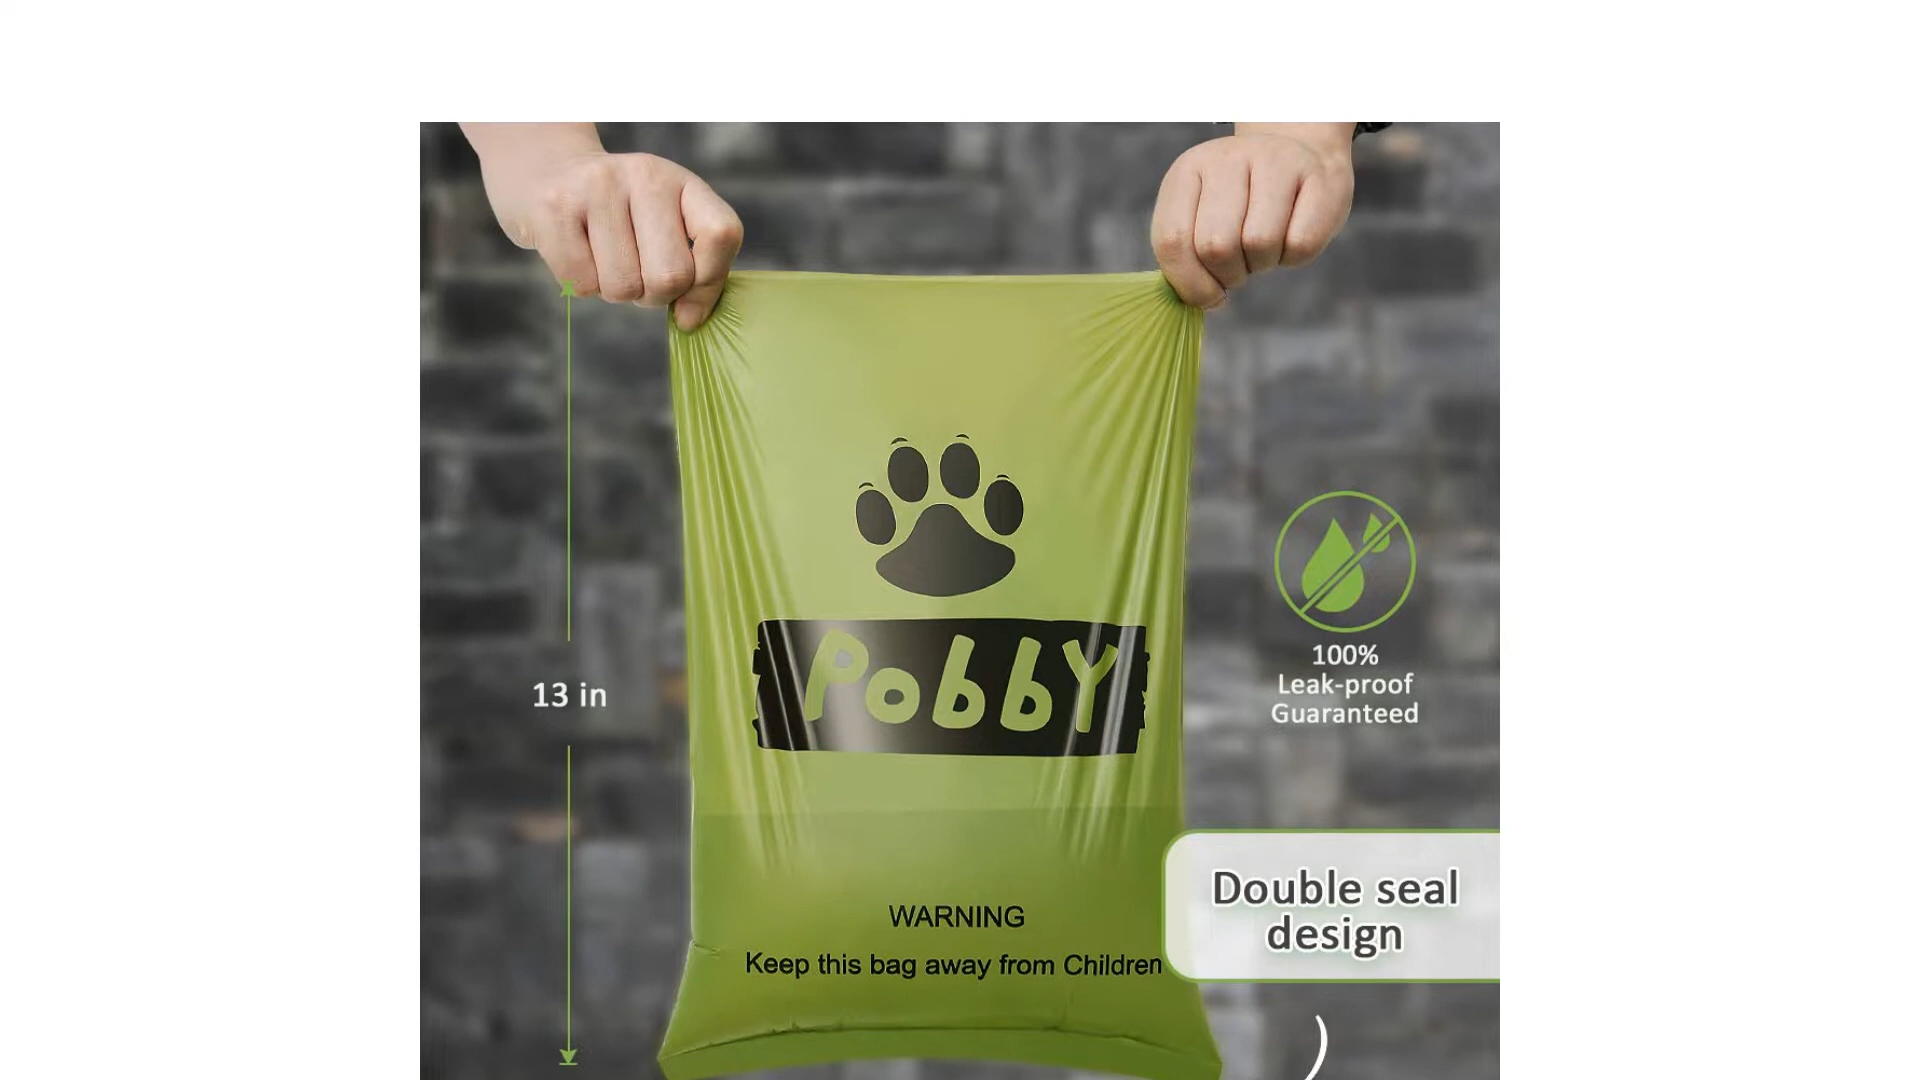 PobbY
13 in
100%
Leak-proof
Guaranteed
Double seal
design
WARNING
Keep this bag away from Children